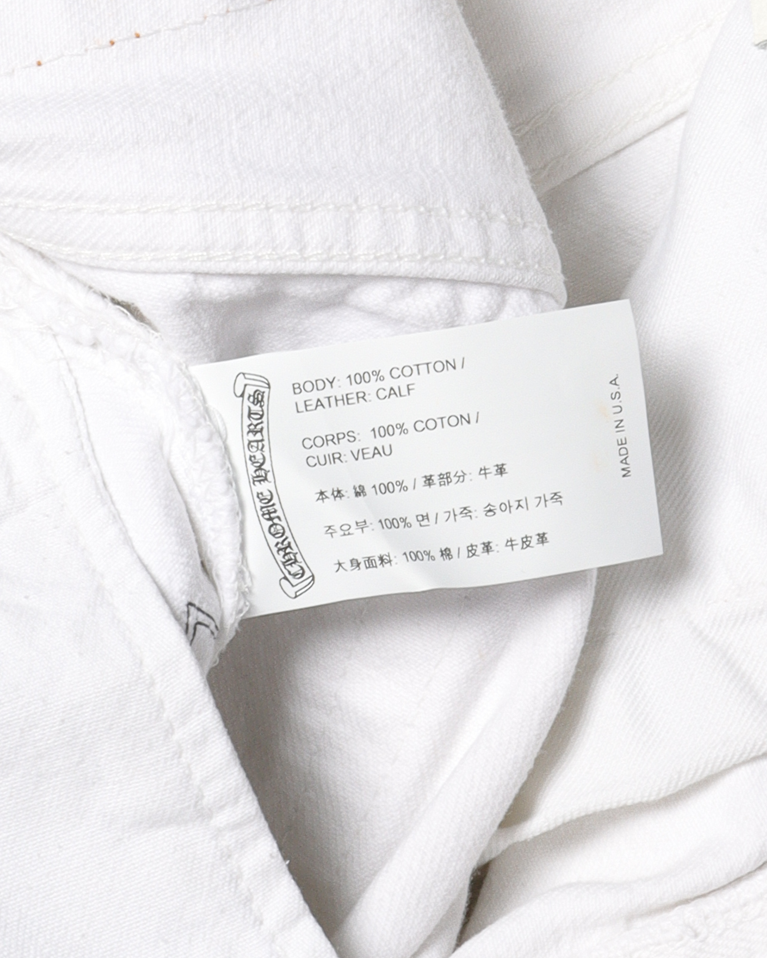 CHROME HEARTS
BODY: 100% COTTON /
LEATHER: CALF
CORPS: 100% COTON /
CUIR: VEAU
本体: 綿 100% / 革部分: 牛革
주요부: 100% 면 / 가죽: 송아지 가죽
大身面料: 100% 棉 / 皮革: 牛皮革
MADE IN U.S.A.